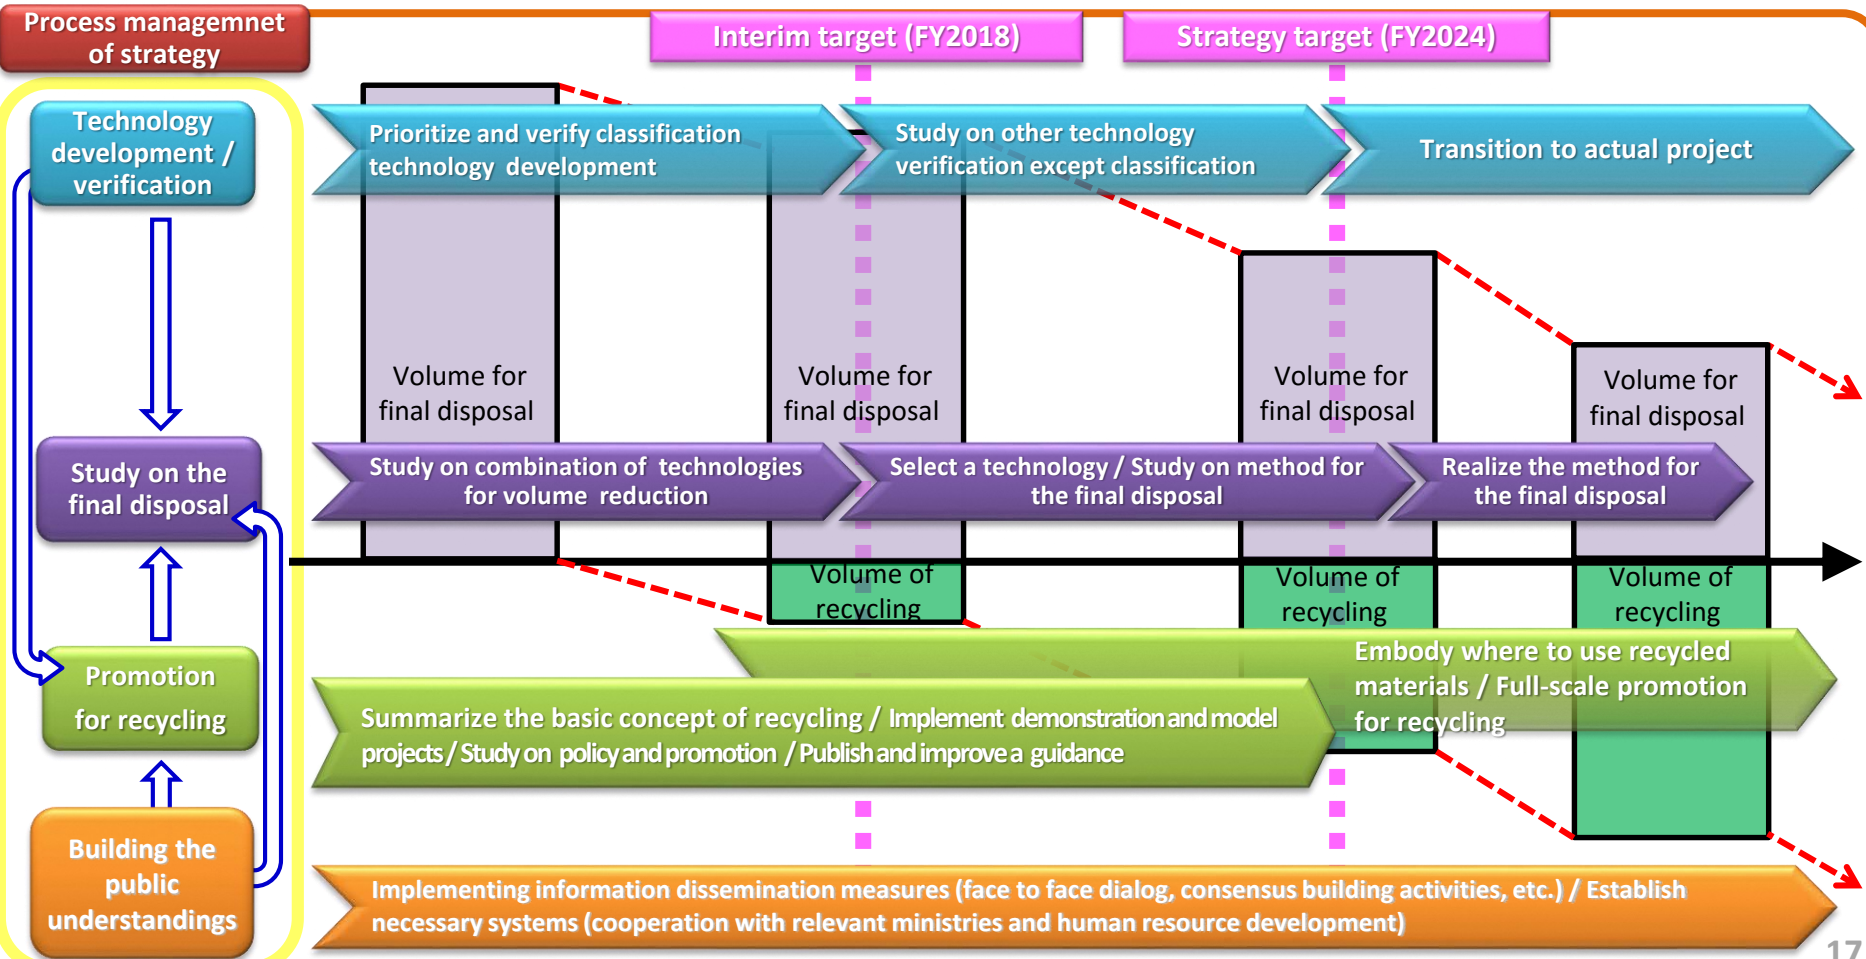 Process managemnet
of strategy
Interim target (FY2018)
Strategy target (FY2024)
Technology
development /
verification
Prioritize and verify classification
technology development
Study on other technology
verification except classification
Transition to actual project
Volume for
final disposal
Volume for
final disposal
Volume for
final disposal
Volume for
final disposal
Study on the
final disposal
Study on combination of technologies
for volume reduction
Select a technology / Study on method for
the final disposal
Realize the method for
the final disposal
Volume of
recycling
Volume of
recycling
Volume of
recycling
Promotion
for recycling
Embody where to use recycled
materials / Full-scale promotion
for recycling
Summarize the basic concept of recycling / Implement demonstration and model
projects / Study on policy and promotion / Publish and improve a guidance
Building the
public
understandings
Implementing information dissemination measures (face to face dialog, consensus building activities, etc.) / Establish
necessary systems (cooperation with relevant ministries and human resource development)
17